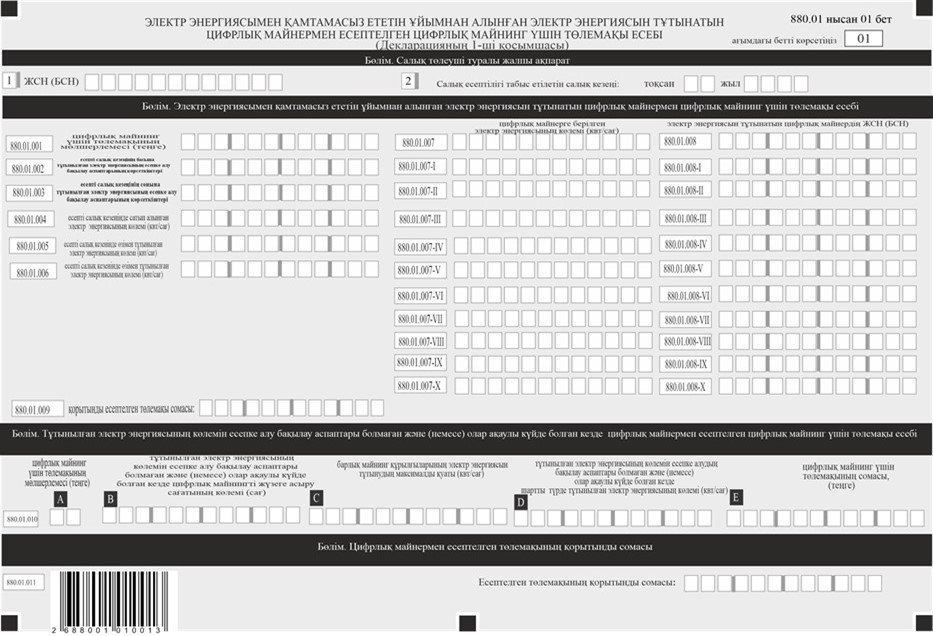 ЭЛЕКТР ЭНЕРГИЯСЫМЕН ҚАМТАМАСЫЗ ЕТЕТІН ҰЙЫМНАН АЛЫНҒАН ЭЛЕКТР ЭНЕРГИЯСЫН ТҰТЫНАТЫН
ЦИФРЛЫҚ МАЙНЕРМЕН ЕСЕПТЕЛГЕН ЦИФРЛЫҚ МАЙНИНГ ҮШІН ТӨЛЕМАҚЫ ЕСЕБІ
(Декларацияның 1-ші қосымшасы)
880.01 нысан 01 бет
ағымдағы бетті көрсетіңіз 01
Бөлім. Салық төлеуші туралы жалпы ақпарат
1 ЖСН (БСН)
2 Салық есептілігі табыс етілетін салық кезеңі: тоқсан жыл
Бөлім. Электр энергиясымен қамтамасыз ететін ұйымнан алынған электр энергиясын тұтынатын цифрлық майнермен цифрлық майнинг үшін төлемақы есебі
880.01.001
цифрлық майнинг
үшін төлемақының
мөлшерлемесі (теңге)
880.01.002
есепті салық кезеңінің басына
тұтынылған электр энергиясының есепке алу
бақылау аспаптарының көрсеткіштері
880.01.003
есепті салық кезеңінің соңына
тұтынылған электр энергиясының есепке алу
бақылау аспаптарының көрсеткіштері
880.01.004
есепті салық кезеңінде сатып алынған
электр энергиясының көлемі (квт/сағ)
880.01.005
есепті салық кезеңінде өзімен тұтынылған
электр энергиясының көлемі (квт/сағ)
880.01.006
есепті салық кезеңінде өзімен тұтынылған
электр энергиясының көлемі (квт/сағ)
цифрлық майнерге берілген
электр энергиясының көлемі (квт/сағ)
880.01.007
880.01.007-I
880.01.007-II
880.01.007-III
880.01.007-IV
880.01.007-V
880.01.007-VI
880.01.007-VII
880.01.007-VIII
880.01.007-IX
880.01.007-X
электр энергиясын тұтынатын цифрлық майнердің ЖСН (БСН)
880.01.008
880.01.008-I
880.01.008-II
880.01.008-III
880.01.008-IV
880.01.008-V
880.01.008-VI
880.01.008-VII
880.01.008-VIII
880.01.008-IX
880.01.008-X
880.01.009 қорытынды есептелген төлемақы сомасы:
Бөлім. Тұтынылған электр энергиясының көлемін есепке алу бақылау аспаптары болмаған және (немесе) олар ақаулы күйде болған кезде цифрлық майнермен есептелген цифрлық майнинг үшін төлемақы есебі
цифрлық майнинг
үшін төлемақының
мөлшерлемесі (теңге)
A
тұтынылған электр энергиясының
көлемін есепке алу бақылау аспаптары
болмаған және (немесе) олар ақаулы күйде
болған кезде цифрлық майнингті жүзеге асыру
сағатының көлемі (сағ)
B
барлық майнинг құрылғыларының электр энергиясын
тұтынудың максималды қуаты (квт/сағ)
C
тұтынылған электр энергиясының көлемін есепке алудың
бақылау аспаптары болмаған және (немесе)
олар ақаулы күйде болған кезде
шартты түрде тұтынылған электр энергиясының көлемі (квт/сағ)
D
цифрлық майнинг үшін
төлемақының сомасы,
(теңге)
E
880.01.010
Бөлім. Цифрлық майнермен есептелген төлемақының қорытынды сомасы
880.01.011
Есептелген төлемақының қорытынды сомасы:
2 688001 010013